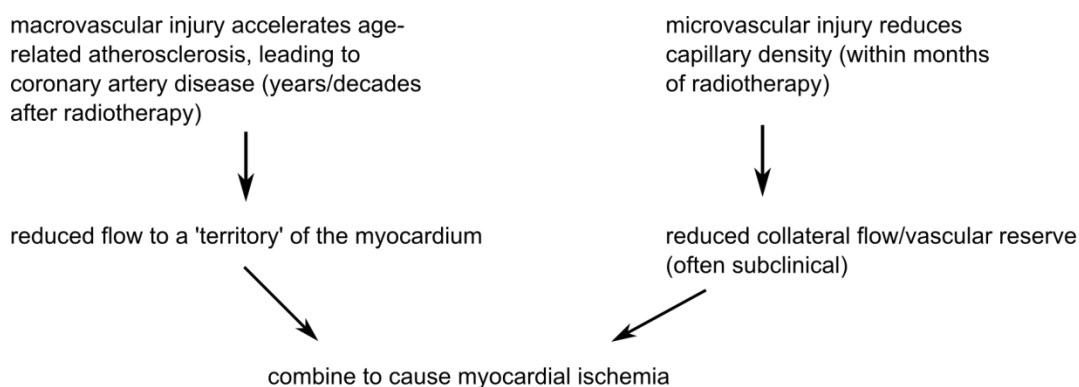 macrovascular injury accelerates age-
related atherosclerosis, leading to
coronary artery disease (years/decades
after radiotherapy)
microvascular injury reduces
capillary density (within months
of radiotherapy)
reduced flow to a 'territory' of the myocardium
reduced collateral flow/vascular reserve
(often subclinical)
combine to cause myocardial ischemia